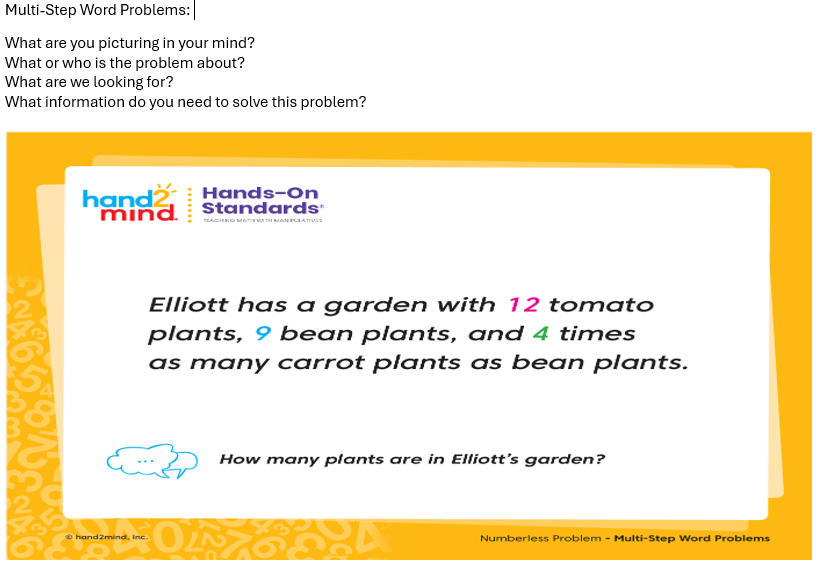 Multi-Step Word Problems:
What are you picturing in your mind?
What or who is the problem about?
What are we looking for?
What information do you need to solve this problem?
hand2mind.
Hands-On
Standards®
TEACHING MATH WITH MANIPULATIVES
Elliott has a garden with 12 tomato
plants, 9 bean plants, and 4 times
as many carrot plants as bean plants.
...
How many plants are in Elliott's garden?
© hand2mind, Inc.
Numberless Problem - Multi-Step Word Problems